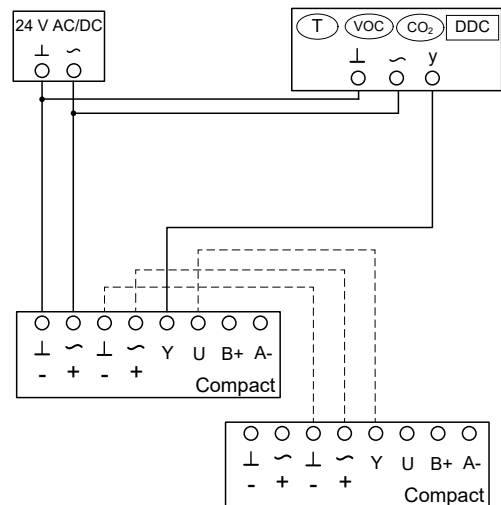 24 V AC/DC
⊥ ~
T VOC CO₂ DDC
⊥ ~ y
⊥ ~ ⊥ ~ Y U B+ A-
- + - +
Compact
⊥ ~ ⊥ ~ Y U B+ A-
- + - +
Compact